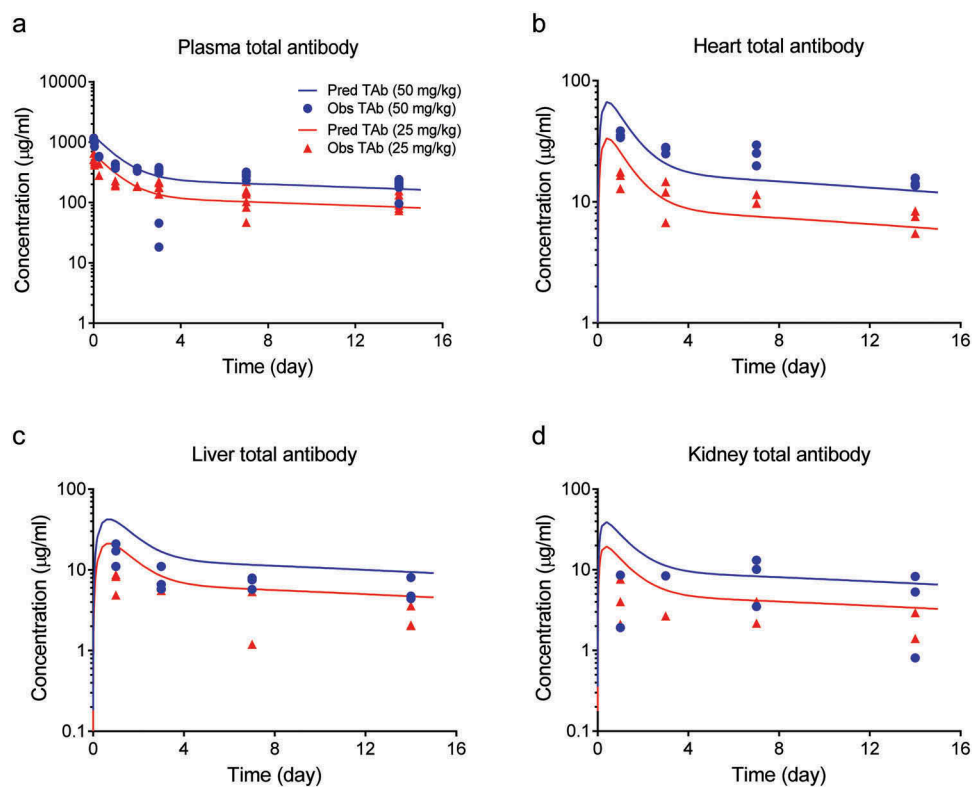 a
Plasma total antibody
Concentration (μg/ml)
10000
1000
100
10
1
Pred TAb (50 mg/kg)
Obs TAb (50 mg/kg)
Pred TAb (25 mg/kg)
Obs TAb (25 mg/kg)
0 4 8 12 16
Time (day)
b
Heart total antibody
Concentration (μg/ml)
100
10
1
0 4 8 12 16
Time (day)
c
Liver total antibody
Concentration (μg/ml)
100
10
1
0.1
0 4 8 12 16
Time (day)
d
Kidney total antibody
Concentration (μg/ml)
100
10
1
0.1
0 4 8 12 16
Time (day)